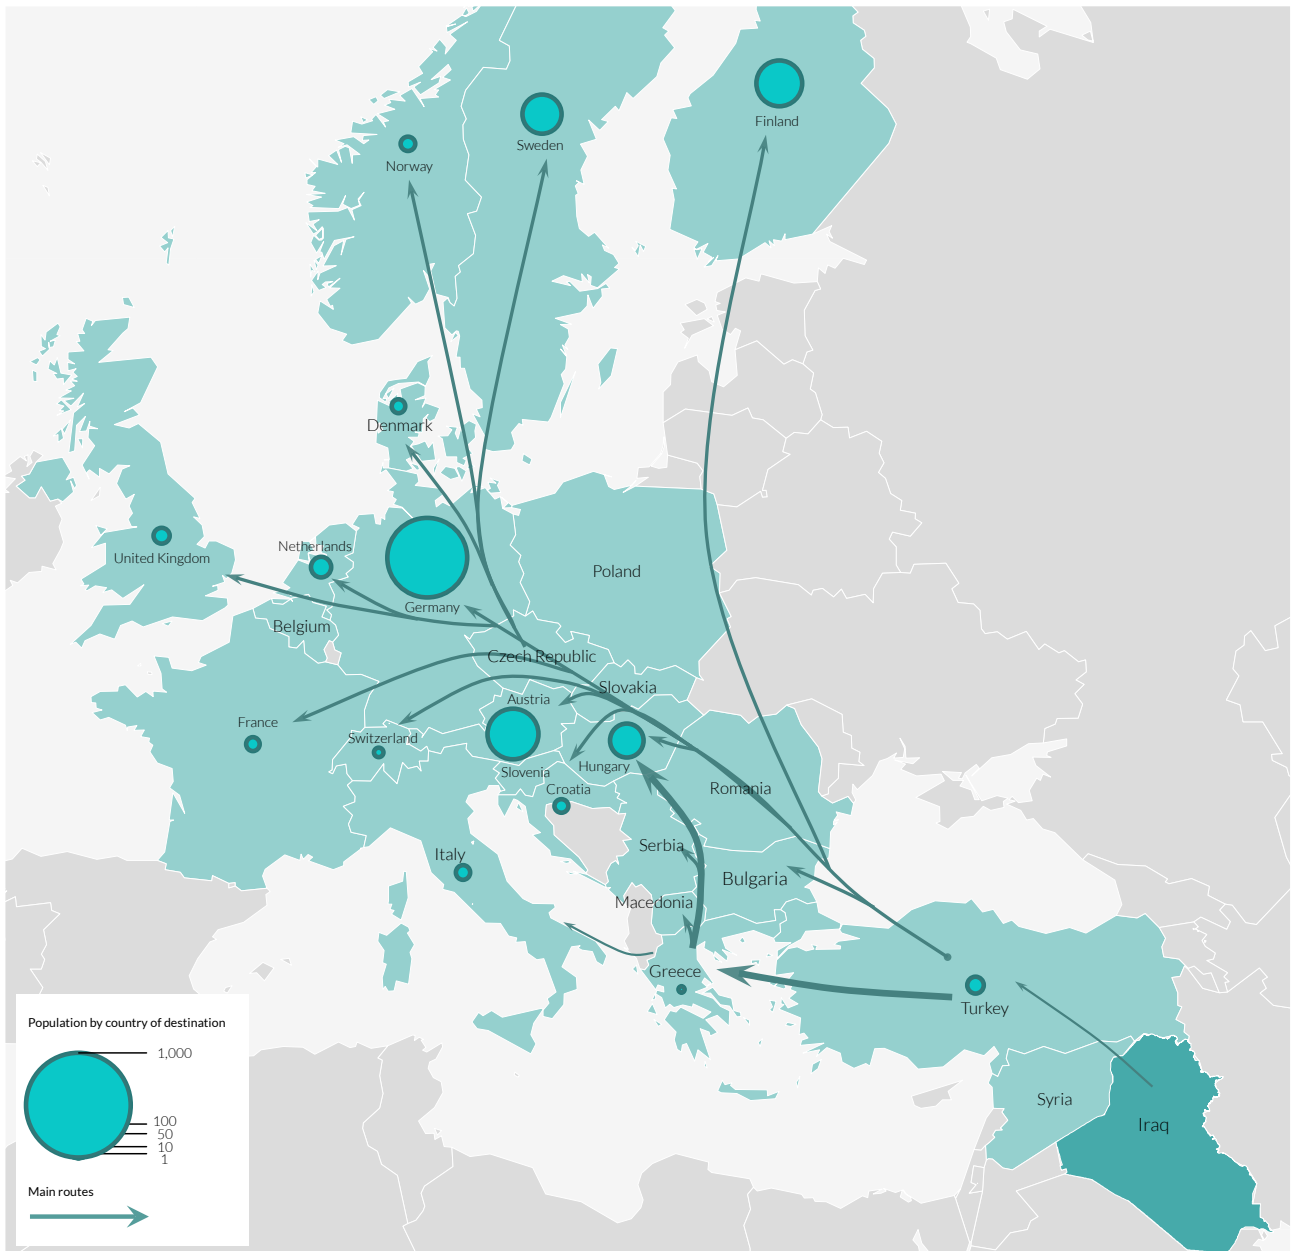 Finland
Sweden
Norway
Denmark
United Kingdom
Netherlands
Poland
Germany
Belgium
Czech Republic
Slovakia
Austria
France
Switzerland
Hungary
Slovenia
Croatia
Romania
Serbia
Italy
Bulgaria
Macedonia
Greece
Turkey
Syria
Iraq
Population by country of destination
1,000
100
50
10
1
Main routes